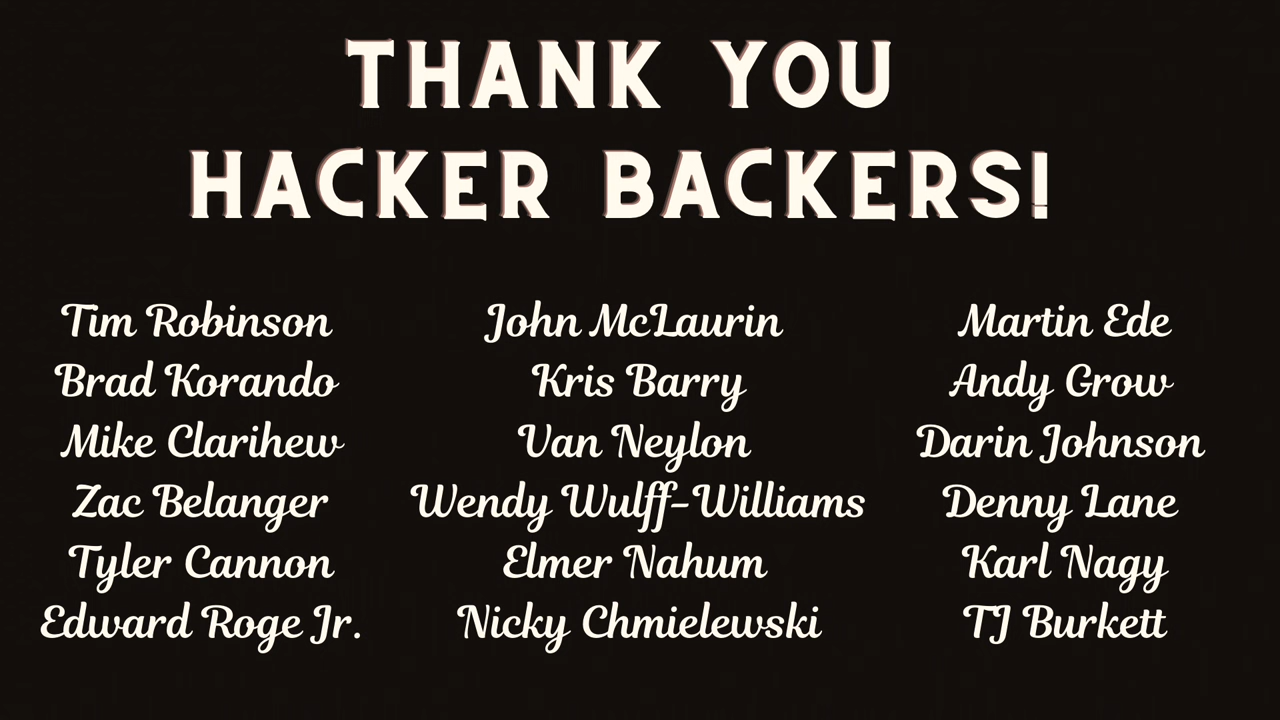 THANK YOU
HACKER BACKERS!
Tim Robinson
Brad Korando
Mike Clarihew
Zac Belanger
Tyler Cannon
Edward Roge Jr.
John McLaurin
Kris Barry
Van Neylon
Wendy Wulff-Williams
Elmer Nahum
Nicky Chmielewski
Martin Ede
Andy Grow
Darin Johnson
Denny Lane
Karl Nagy
TJ Burkett